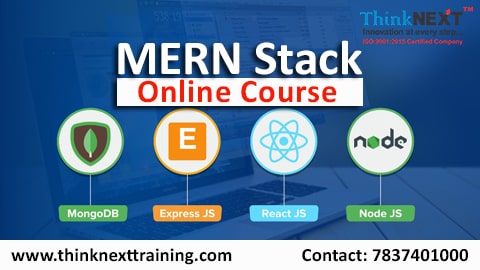 ThinkNEXT™
Innovation at every step...
ISO:9001:2015 Certified Company
MERN Stack
Online Course
E
node
MongoDB
Express JS
React JS
Node JS
www.thinknexttraining.com
Contact: 7837401000